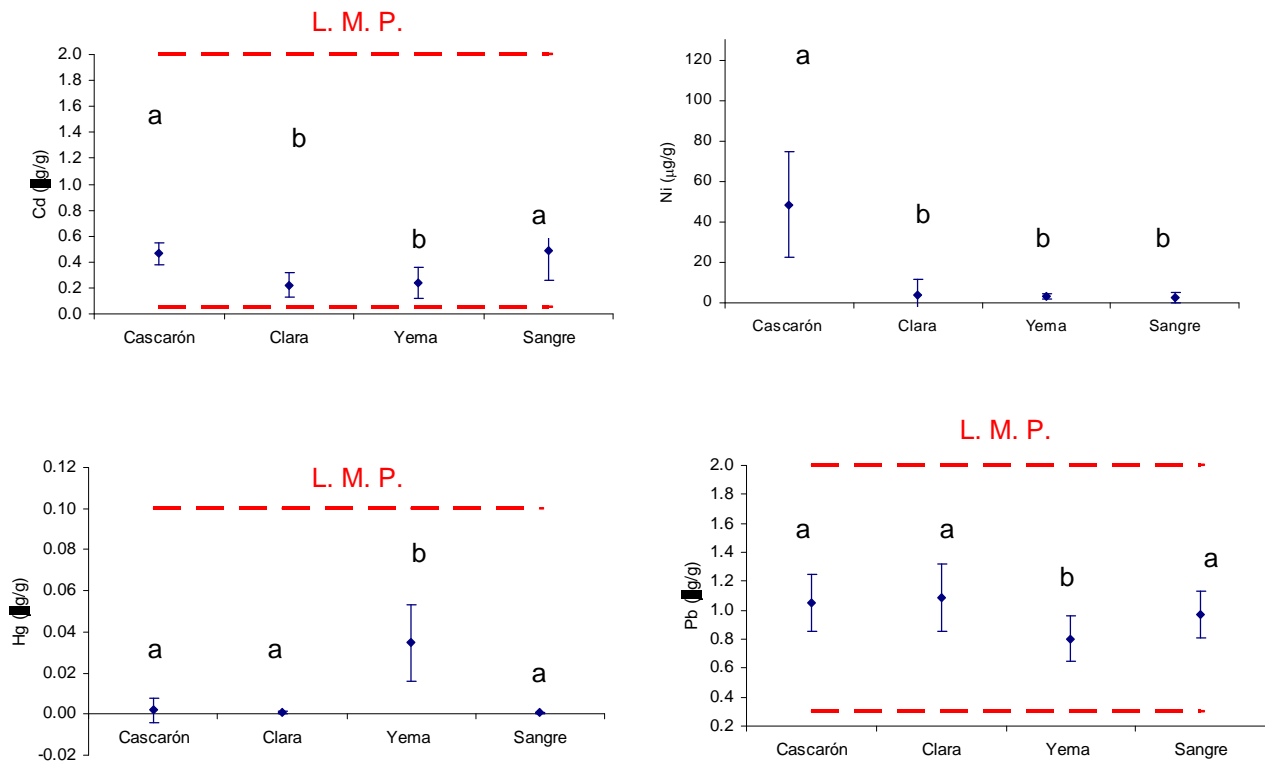 L. M. P.
2.0
1.8
1.6
1.4
1.2
1.0
0.8
0.6
0.4
0.2
0.0
Cd ( g/g)
a
b
b
a
Cascarón Clara Yema Sangre
120
100
80
60
40
20
0
Ni (µg/g)
a
b
b
b
Cascarón Clara Yema Sangre
L. M. P.
0.12
0.10
0.08
0.06
0.04
0.02
0.00
-0.02
Hg ( g/g)
a
a
b
a
Cascarón Clara Yema Sangre
L. M. P.
2.0
1.8
1.6
1.4
1.2
1.0
0.8
0.6
0.4
0.2
Pb ( g/g)
a
a
b
a
Cascarón Clara Yema Sangre